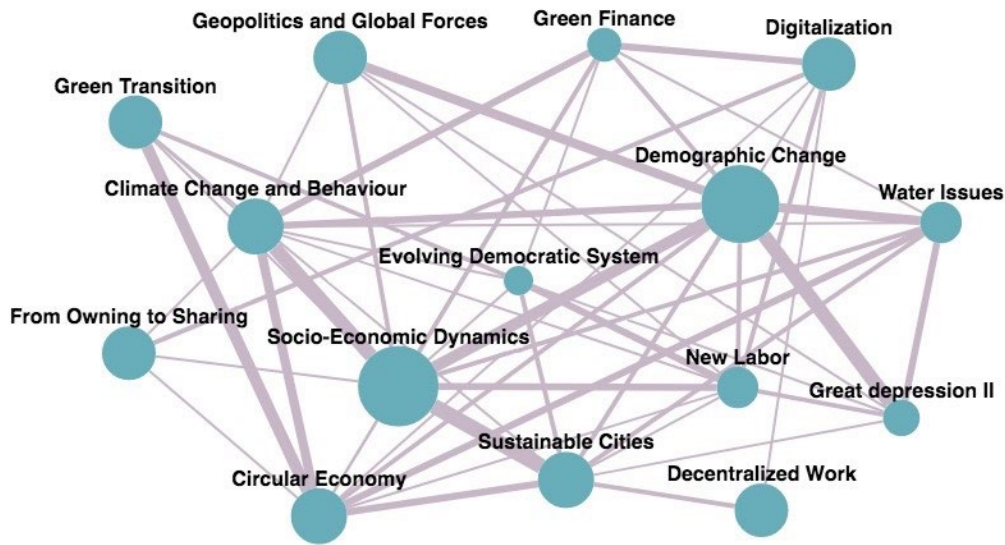 Geopolitics and Global Forces
Green Finance
Digitalization
Green Transition
Demographic Change
Climate Change and Behaviour
Water Issues
Evolving Democratic System
From Owning to Sharing
Socio-Economic Dynamics
New Labor
Great depression II
Sustainable Cities
Circular Economy
Decentralized Work